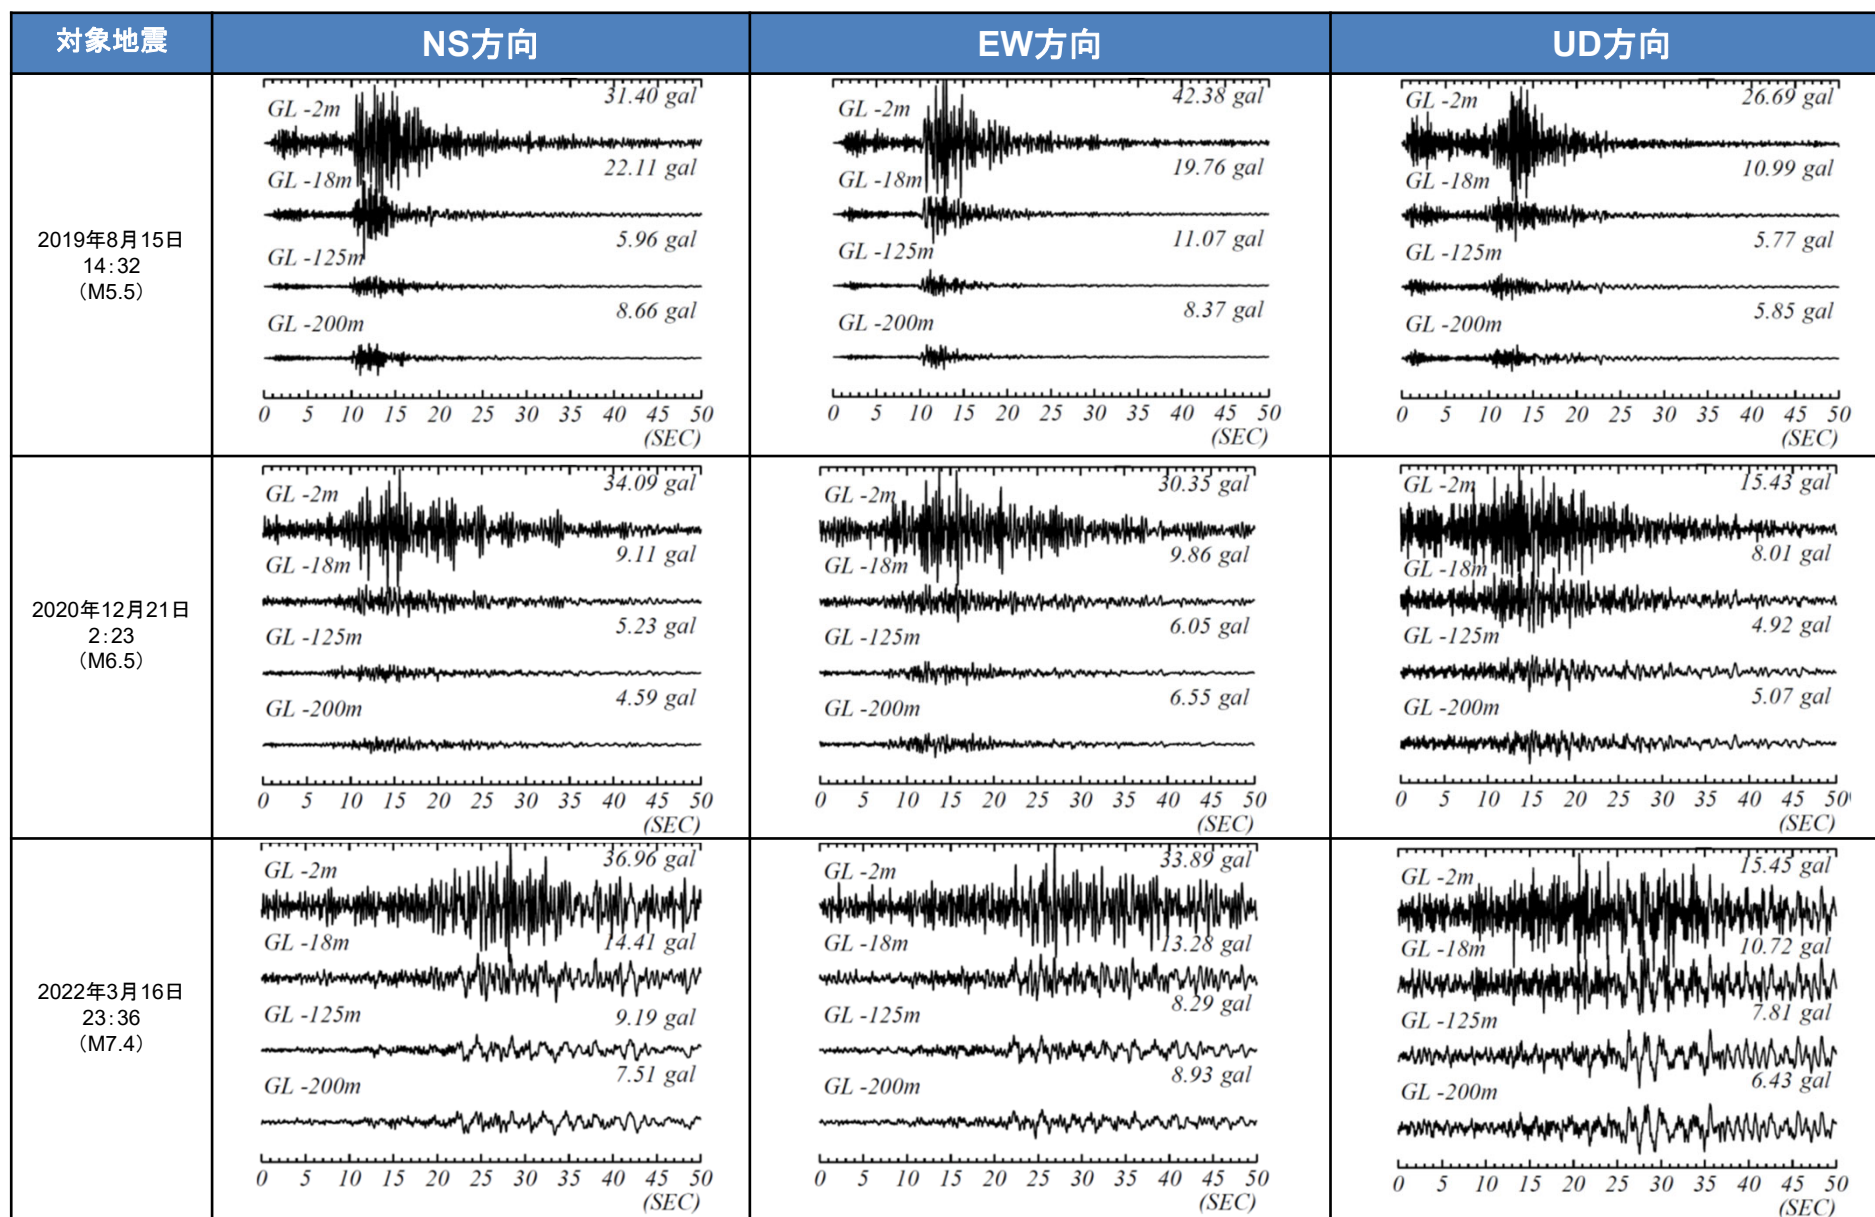 対象地震 NS方向 EW方向 UD方向
2019年8月15日
14:32
（M5.5）
GL -2m 31.40 gal
GL -18m 22.11 gal
GL -125m 5.96 gal
GL -200m 8.66 gal
0 5 10 15 20 25 30 35 40 45 50
(SEC)
GL -2m 42.38 gal
GL -18m 19.76 gal
GL -125m 11.07 gal
GL -200m 8.37 gal
0 5 10 15 20 25 30 35 40 45 50
(SEC)
GL -2m 26.69 gal
GL -18m 10.99 gal
GL -125m 5.77 gal
GL -200m 5.85 gal
0 5 10 15 20 25 30 35 40 45 50
(SEC)
2020年12月21日
2:23
（M6.5）
GL -2m 34.09 gal
GL -18m 9.11 gal
GL -125m 5.23 gal
GL -200m 4.59 gal
0 5 10 15 20 25 30 35 40 45 50
(SEC)
GL -2m 30.35 gal
GL -18m 9.86 gal
GL -125m 6.05 gal
GL -200m 6.55 gal
0 5 10 15 20 25 30 35 40 45 50
(SEC)
GL -2m 15.43 gal
GL -18m 8.01 gal
GL -125m 4.92 gal
GL -200m 5.07 gal
0 5 10 15 20 25 30 35 40 45 50
(SEC)
2022年3月16日
23:36
（M7.4）
GL -2m 36.96 gal
GL -18m 14.41 gal
GL -125m 9.19 gal
GL -200m 7.51 gal
0 5 10 15 20 25 30 35 40 45 50
(SEC)
GL -2m 33.89 gal
GL -18m 13.28 gal
GL -125m 8.29 gal
GL -200m 8.93 gal
0 5 10 15 20 25 30 35 40 45 50
(SEC)
GL -2m 15.45 gal
GL -18m 10.72 gal
GL -125m 7.81 gal
GL -200m 6.43 gal
0 5 10 15 20 25 30 35 40 45 50
(SEC)